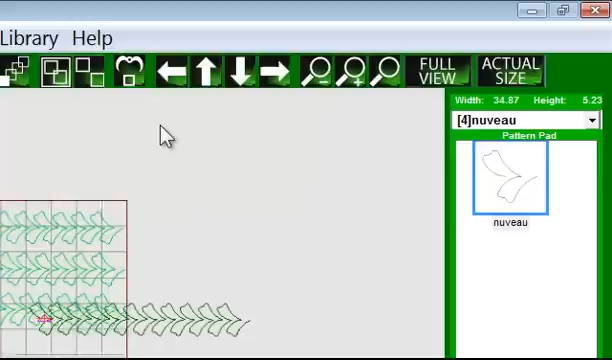 Library Help
FULL VIEW
ACTUAL SIZE
Width: 34.87 Height: 5.23
[4]nuveau
Pattern Pad
nuveau